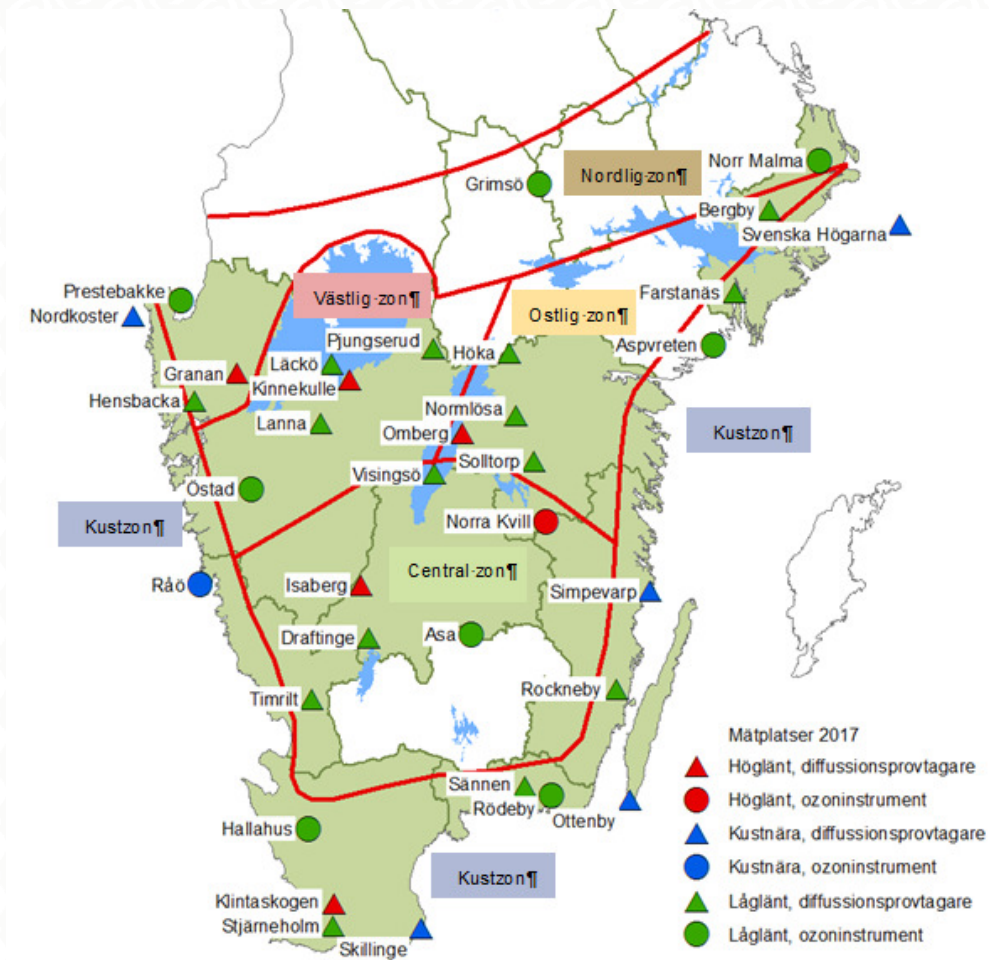 Norr Malma
Grimsö
Nordlig-zon¶
Bergby
Svenska Högarna
Prestebakke
Nordkoster
Västlig-zon¶
Farstanäs
Ostlig-zon¶
Pjungserud
Höka
Aspvreten
Läckö
Granan
Kinnekulle
Hensbacka
Normlösa
Lanna
Omberg
Kustzon¶
Solltorp
Visingsö
Östad
Norra Kvill
Kustzon¶
Central-zon¶
Råö
Isaberg
Simpevarp
Draftinge
Asa
Rockneby
Timrilt
Mätplatser 2017
Höglänt, diffussionsprovtagare
Sännen
Höglänt, ozoninstrument
Rödeby
Ottenby
Hallahus
Kustnära, diffussionsprovtagare
Kustnära, ozoninstrument
Kustzon¶
Klintaskogen
Låglänt, diffussionsprovtagare
Stjärneholm
Låglänt, ozoninstrument
Skillinge